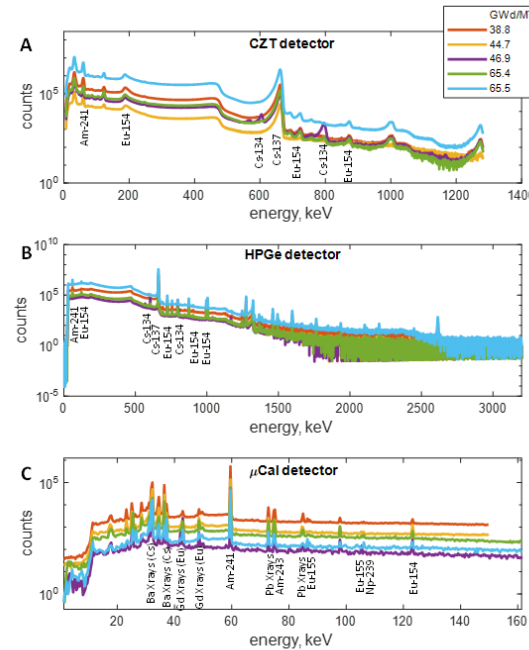 GWd/MT
38.8
44.7
46.9
65.4
65.5
A
CZT detector
counts
10^5
10^0
Am-241
Eu-154
Cs-134
Cs-137
Eu-154
Cs-134
Eu-154
0 200 400 600 800 1000 1200 1400
energy, keV
B
HPGe detector
counts
10^10
10^5
10^0
10^-5
Am-241
Eu-154
Cs-134
Cs-137
Eu-154
Cs-134
Eu-154
Eu-154
0 500 1000 1500 2000 2500 3000
energy, keV
C
μCal detector
counts
10^5
10^0
Ba Xrays (Cs)
Ba Xrays (Cs)
Gd Xrays (Eu)
Gd Xrays (Eu)
Am-241
Pb Xrays
Am-243
Pb Xrays
Eu-155
Eu-155
Np-239
Eu-154
20 40 60 80 100 120 140 160
energy, keV